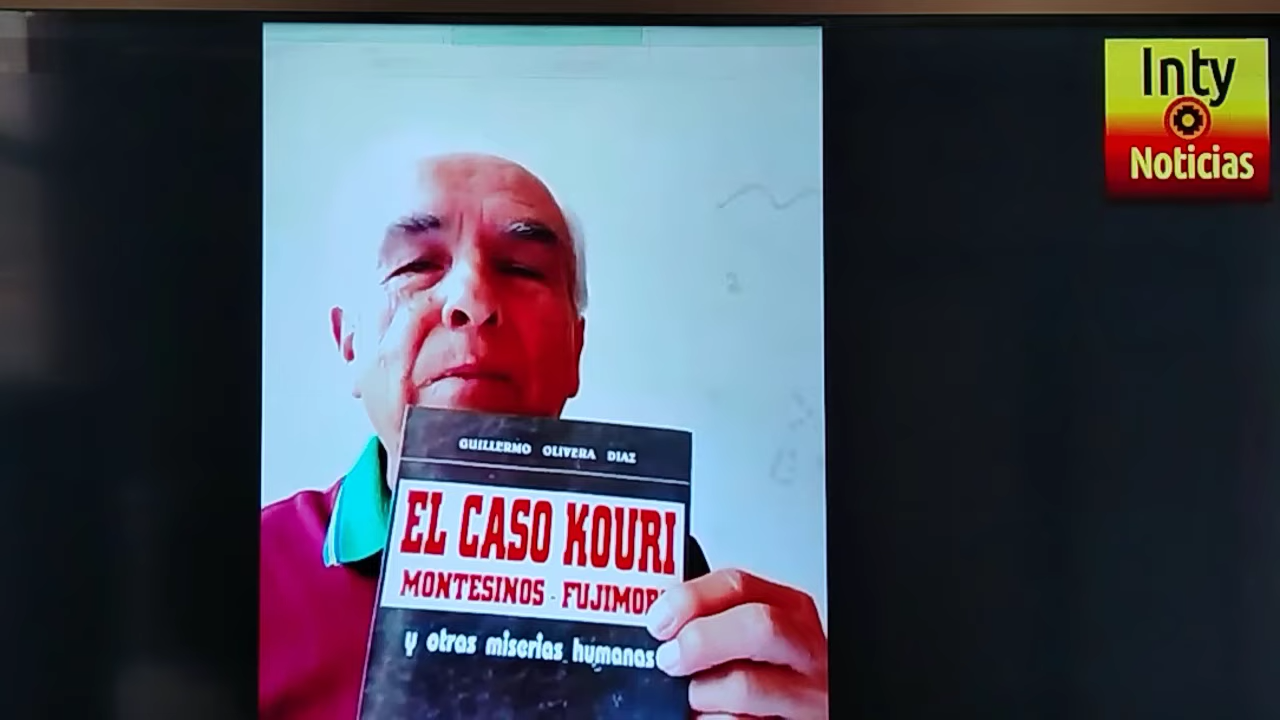 Inty
Noticias
GUILLERMO OLIVERA DIAZ
EL CASO KOURI
MONTESINOS - FUJIMORI
y otras miserias humanas